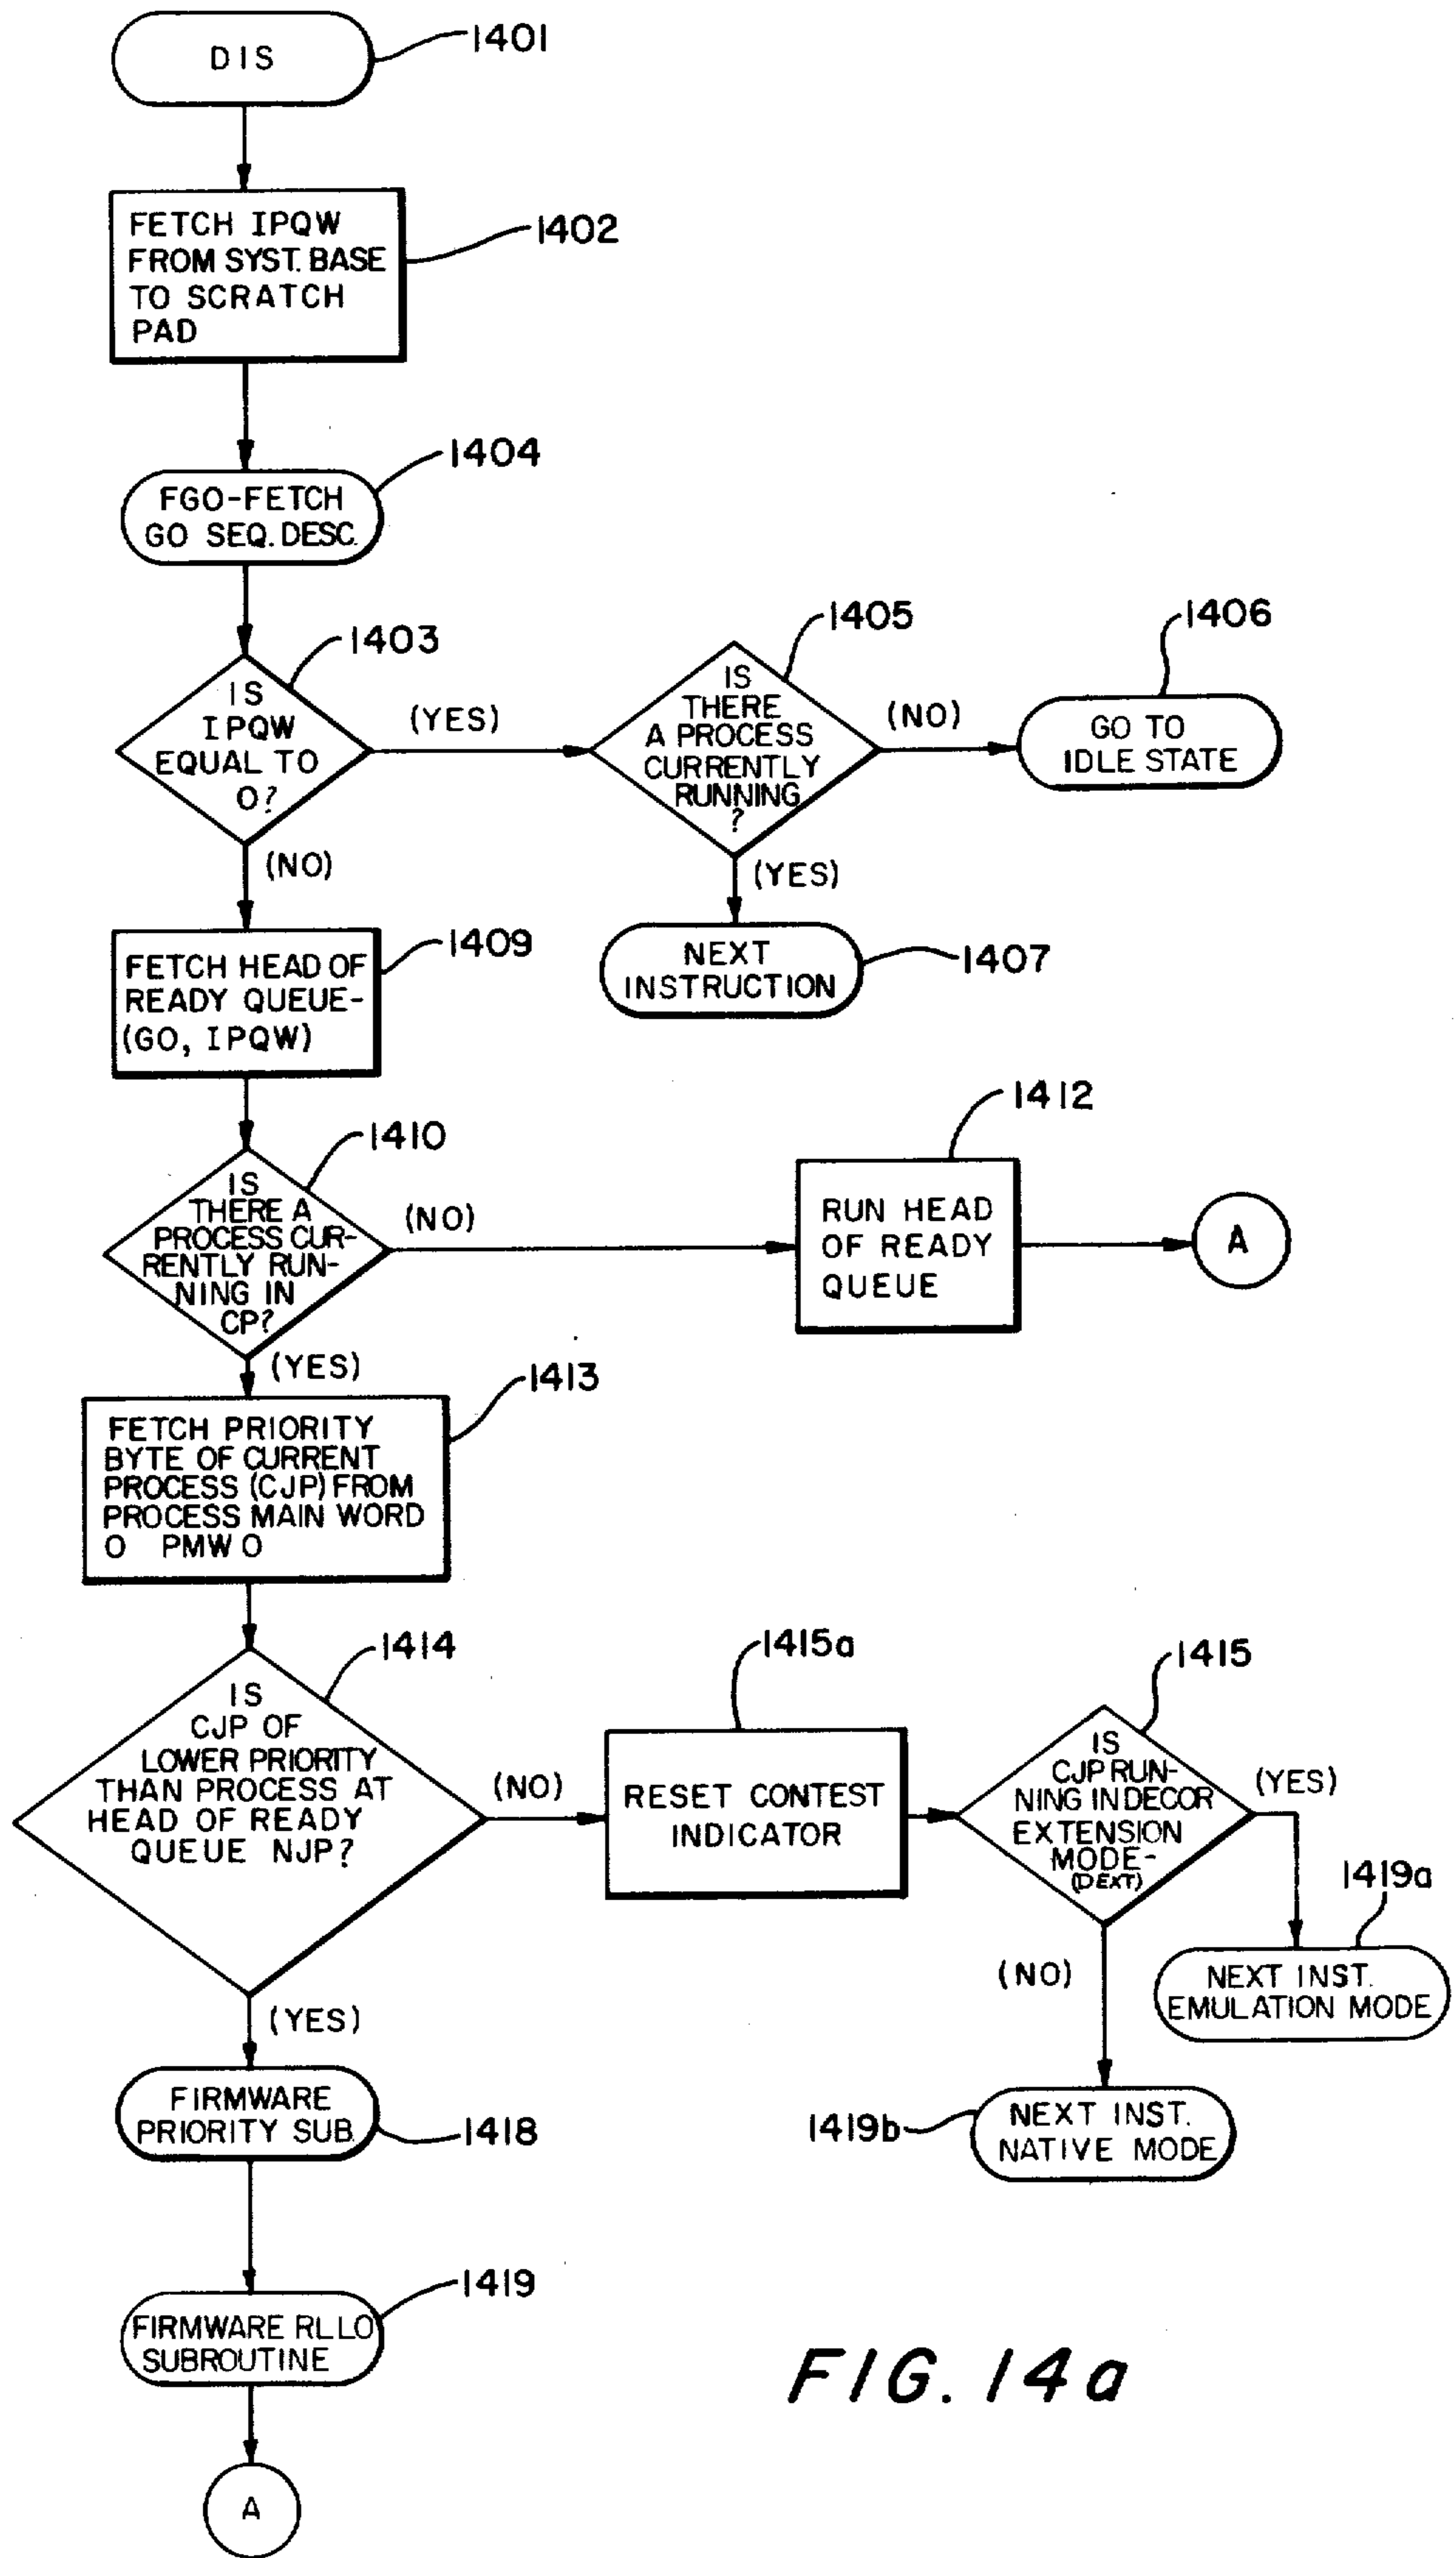 DIS
1401
FETCH IPQW
FROM SYST. BASE
TO SCRATCH
PAD
1402
FGO-FETCH
GO SEQ. DESC.
1404
IS
IPQW
EQUAL TO
0?
1403
(YES)
(NO)
IS
THERE
A PROCESS
CURRENTLY
RUNNING
?
1405
(NO)
(YES)
GO TO
IDLE STATE
1406
NEXT
INSTRUCTION
1407
FETCH HEAD OF
READY QUEUE-
(GO, IPQW)
1409
IS
THERE A
PROCESS CUR-
RENTLY RUN-
NING IN
CP?
1410
(NO)
(YES)
RUN HEAD
OF READY
QUEUE
1412
A
FETCH PRIORITY
BYTE OF CURRENT
PROCESS (CJP) FROM
PROCESS MAIN WORD
0 PMW 0
1413
IS
CJP OF
LOWER PRIORITY
THAN PROCESS AT
HEAD OF READY
QUEUE NJP?
1414
(NO)
(YES)
RESET CONTEST
INDICATOR
1415a
IS
CJP RUN-
NING IN DECOR
EXTENSION
MODE-
(DEXT)
1415
(YES)
(NO)
NEXT INST.
EMULATION MODE
1419a
NEXT INST.
NATIVE MODE
1419b
FIRMWARE
PRIORITY SUB.
1418
FIRMWARE RLLO
SUBROUTINE
1419
A
FIG. 14a